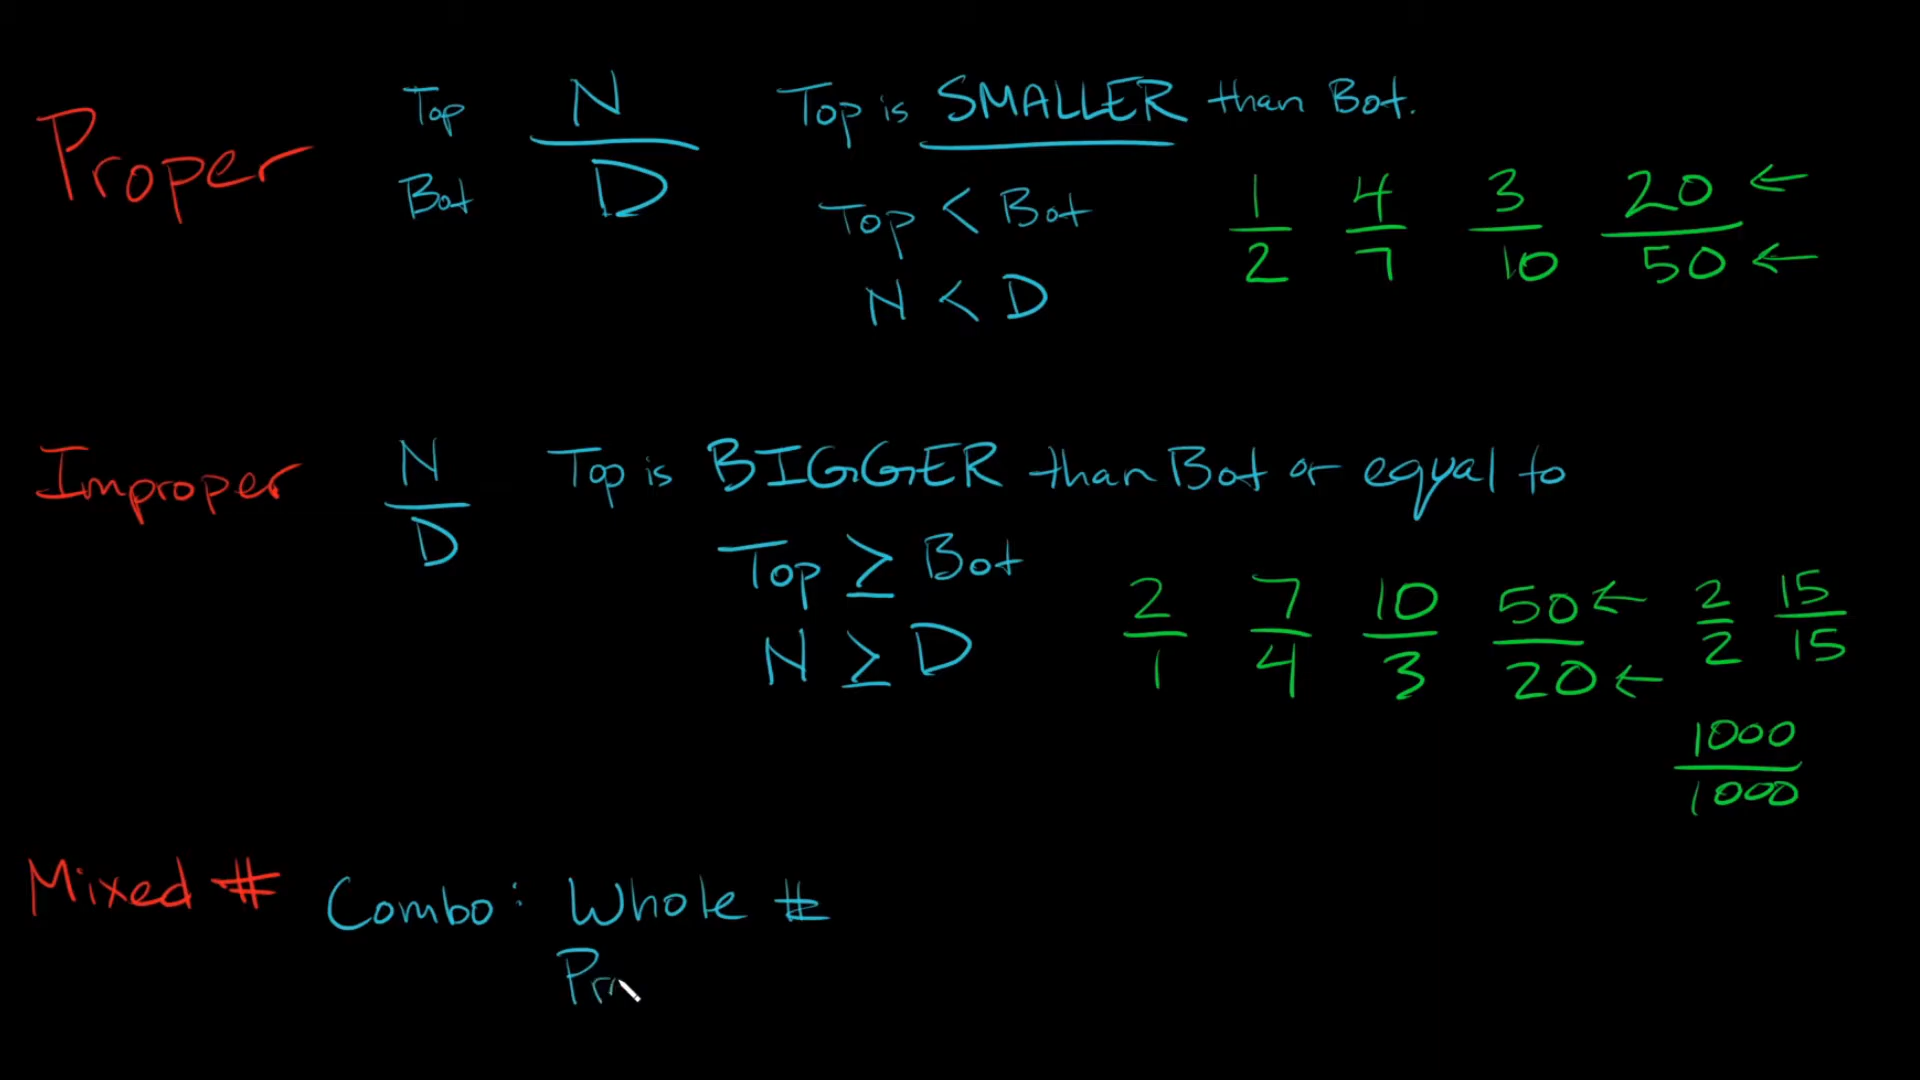 Proper
Top N Top is SMALLER than Bot.
Bot D
Top < Bot
N < D
1 4 3 20 ←
2 7 10 50 ←
Improper
N
D
Top is BIGGER than Bot or equal to
Top ≥ Bot
N ≥ D
2 7 10 50 ← 2 15
1 4 3 20 ← 2 15
1000
1000
Mixed # Combo: Whole #
Pr